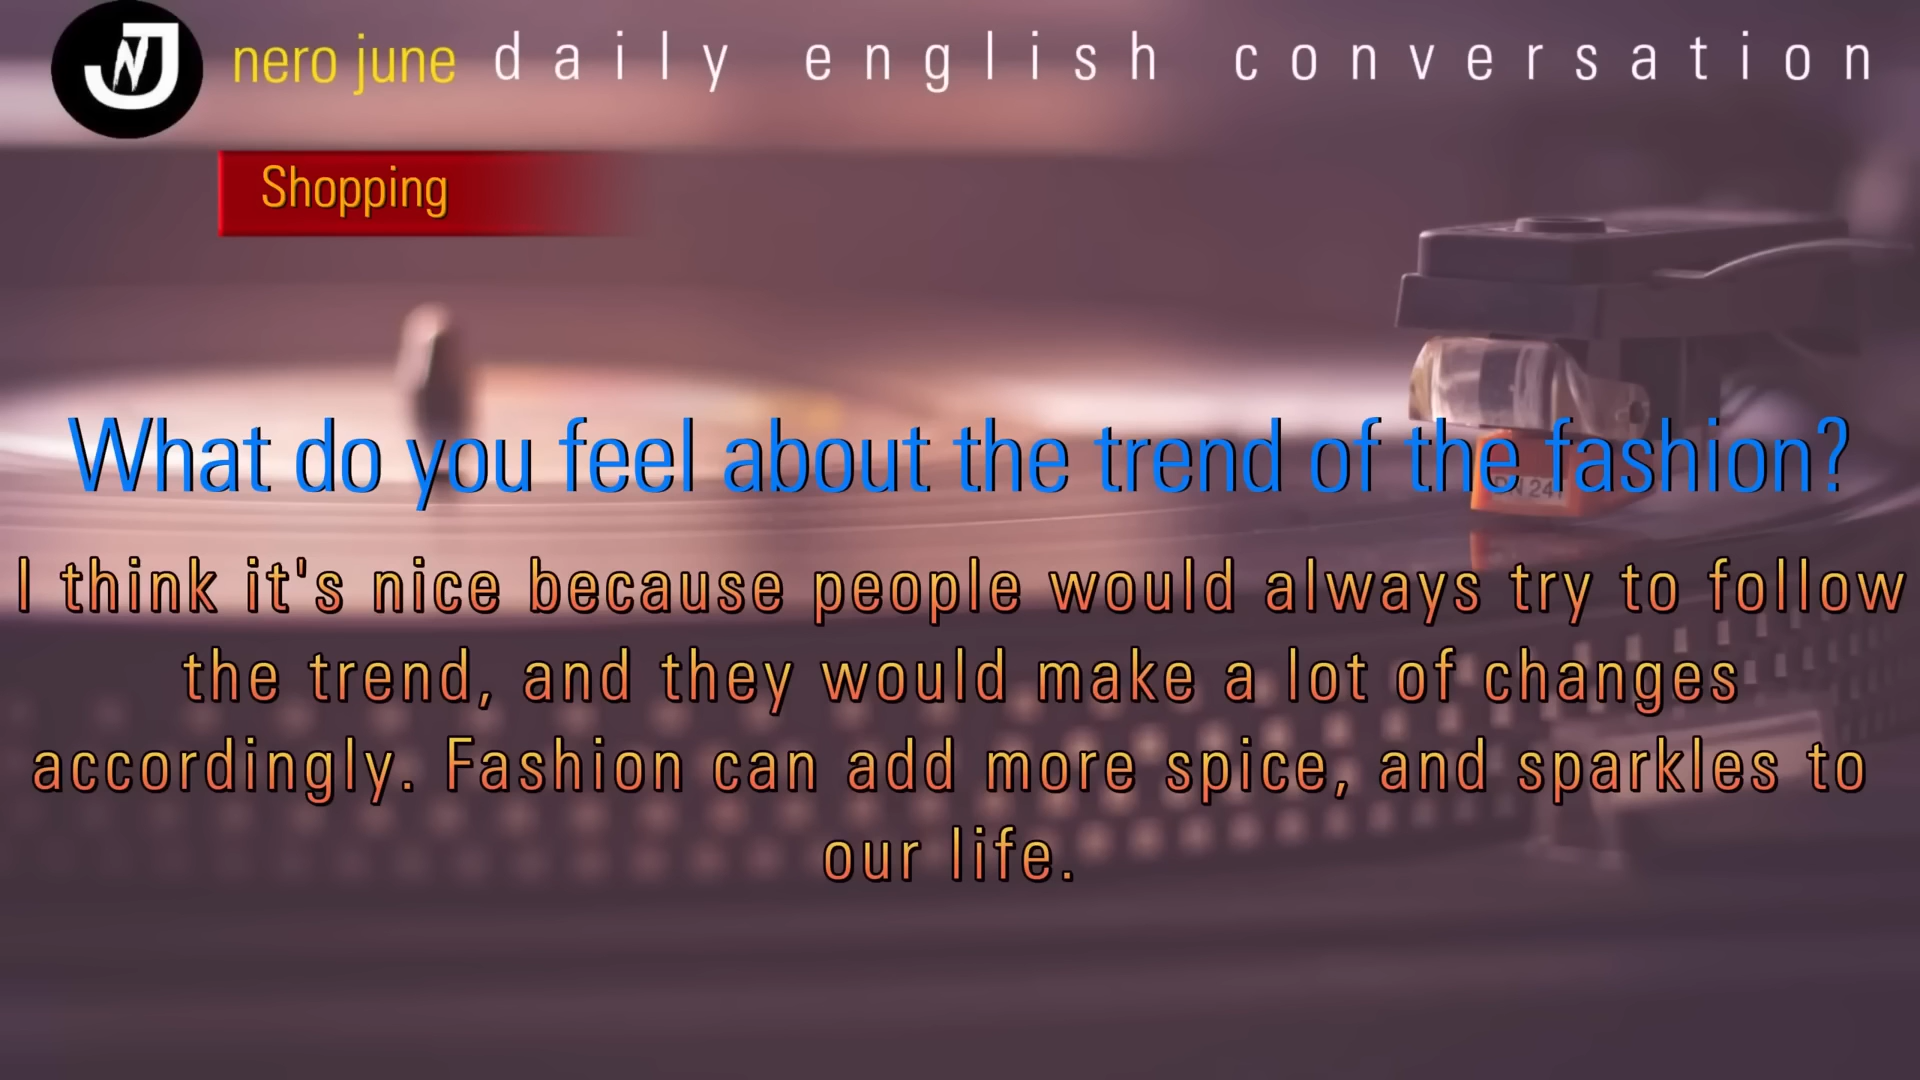 NJ
nero june daily english conversation
Shopping
What do you feel about the trend of the fashion?
I think it's nice because people would always try to follow
the trend, and they would make a lot of changes
accordingly. Fashion can add more spice, and sparkles to
our life.